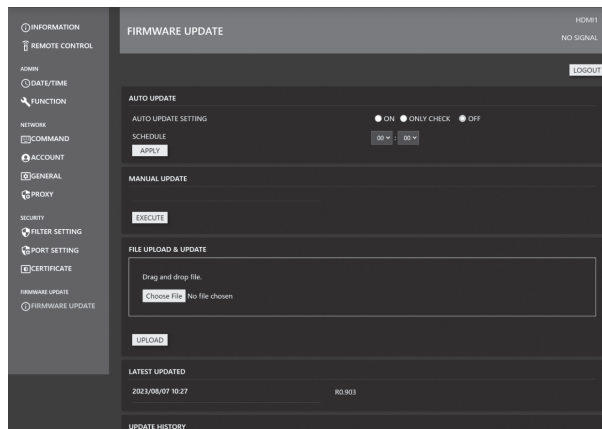 INFORMATION
REMOTE CONTROL
ADMIN
DATE/TIME
FUNCTION
NETWORK
COMMAND
ACCOUNT
GENERAL
PROXY
SECURITY
FILTER SETTING
PORT SETTING
CERTIFICATE
FIRMWARE UPDATE
FIRMWARE UPDATE
FIRMWARE UPDATE
HDMI1
NO SIGNAL
LOGOUT
AUTO UPDATE
AUTO UPDATE SETTING ON ONLY CHECK OFF
SCHEDULE 00 : 00
APPLY
MANUAL UPDATE
EXECUTE
FILE UPLOAD & UPDATE
Drag and drop file.
Choose File No file chosen
UPLOAD
LATEST UPDATED
2023/08/07 10:27 R0.903
UPDATE HISTORY